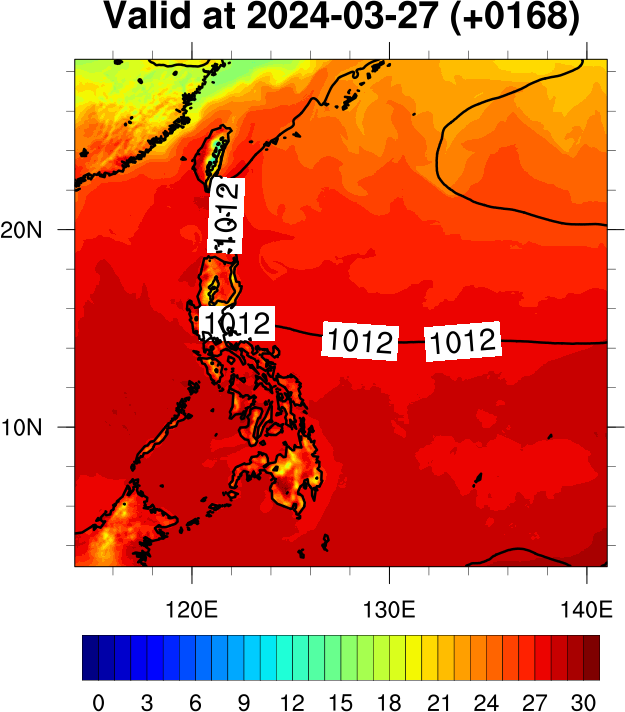 Valid at 2024-03-27 (+0168)
1012
20N
1012 1012 1012
10N
120E 130E 140E
0 3 6 9 12 15 18 21 24 27 30